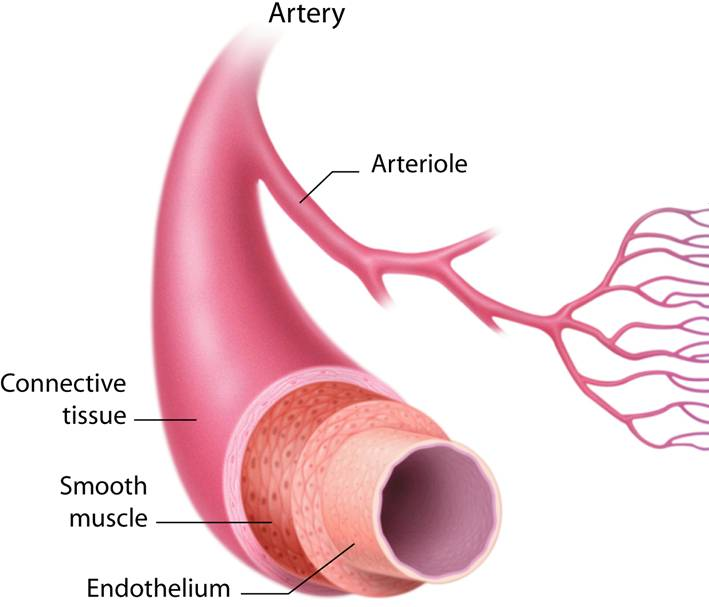 Artery
Arteriole
Connective
tissue
Smooth
muscle
Endothelium